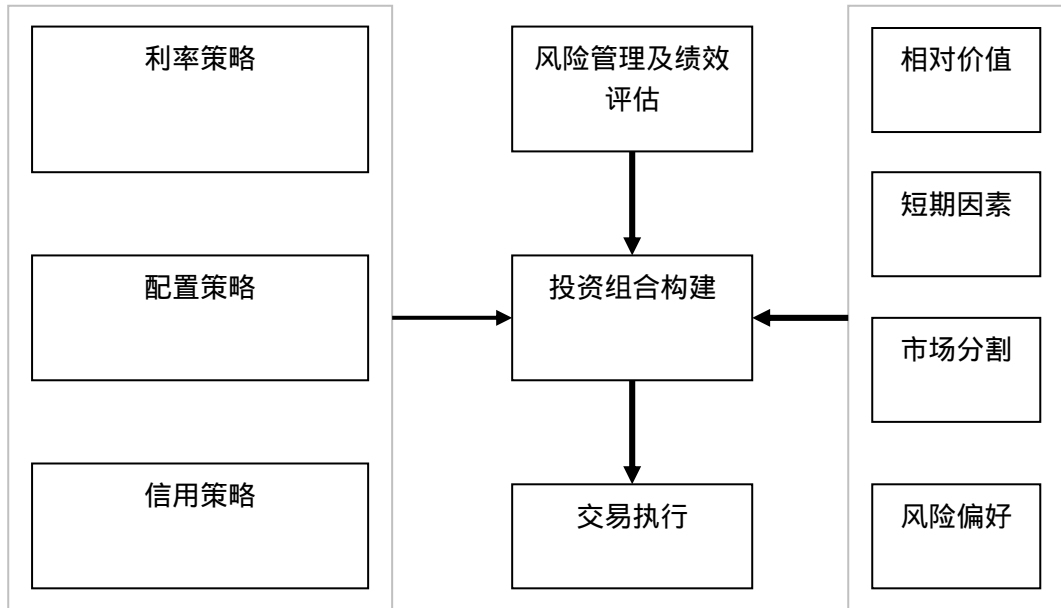 利率策略
配置策略
信用策略
风险管理及绩效
评估
投资组合构建
交易执行
相对价值
短期因素
市场分割
风险偏好